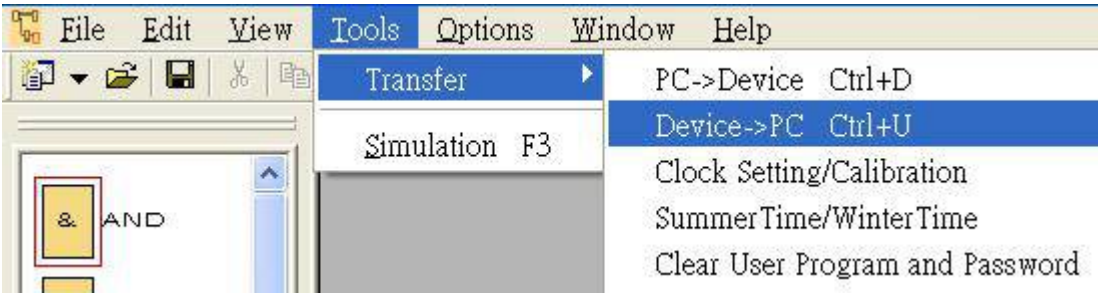 File Edit View Tools Options Window Help
Transfer
Simulation F3
PC->Device Ctrl+D
Device->PC Ctrl+U
Clock Setting/Calibration
SummerTime/WinterTime
Clear User Program and Password
& AND